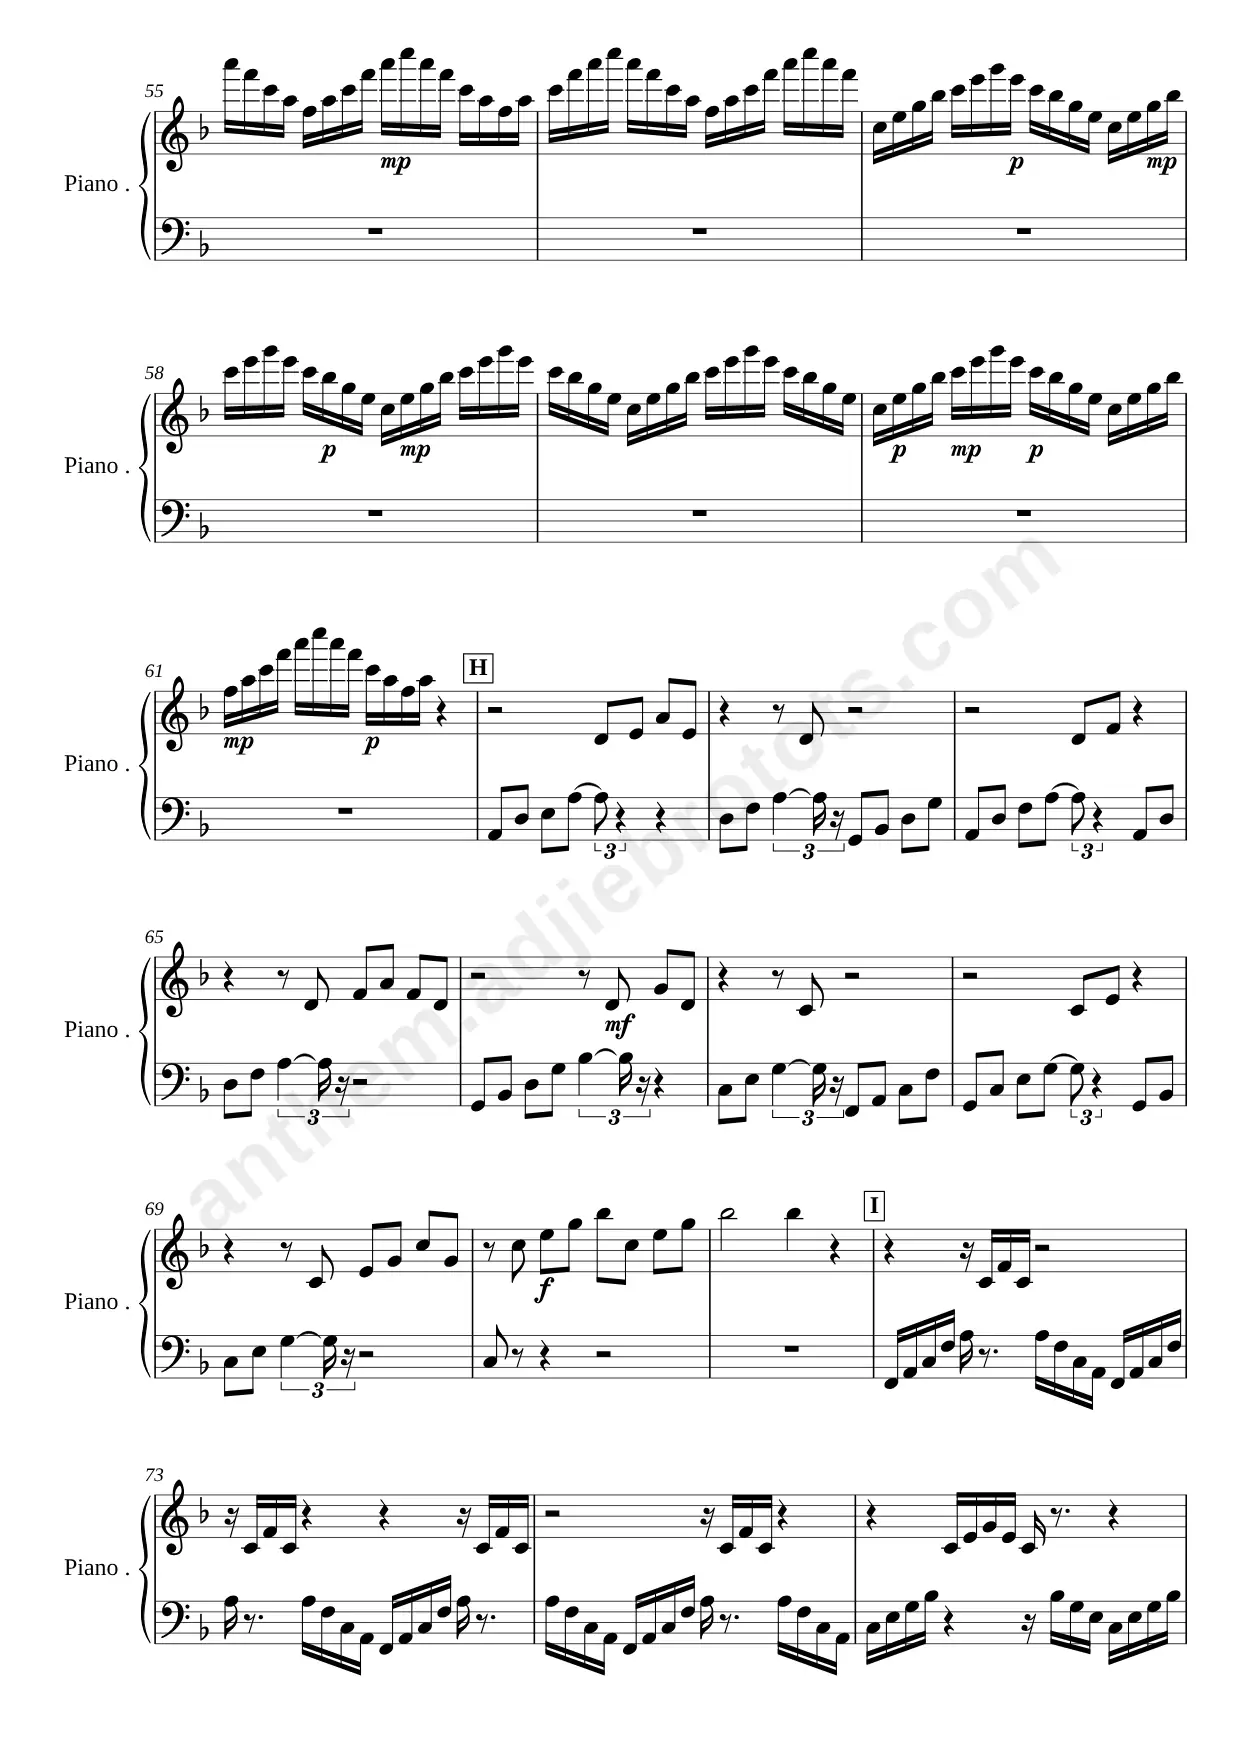 55
mp
p
mp
Piano .
58
p
mp
p
mp
p
Piano .
61
H
mp
p
Piano .
3
3
3
65
mf
Piano .
3
3
3
3
69
I
f
Piano .
3
73
Piano .
anthem.adjiebrotots.com